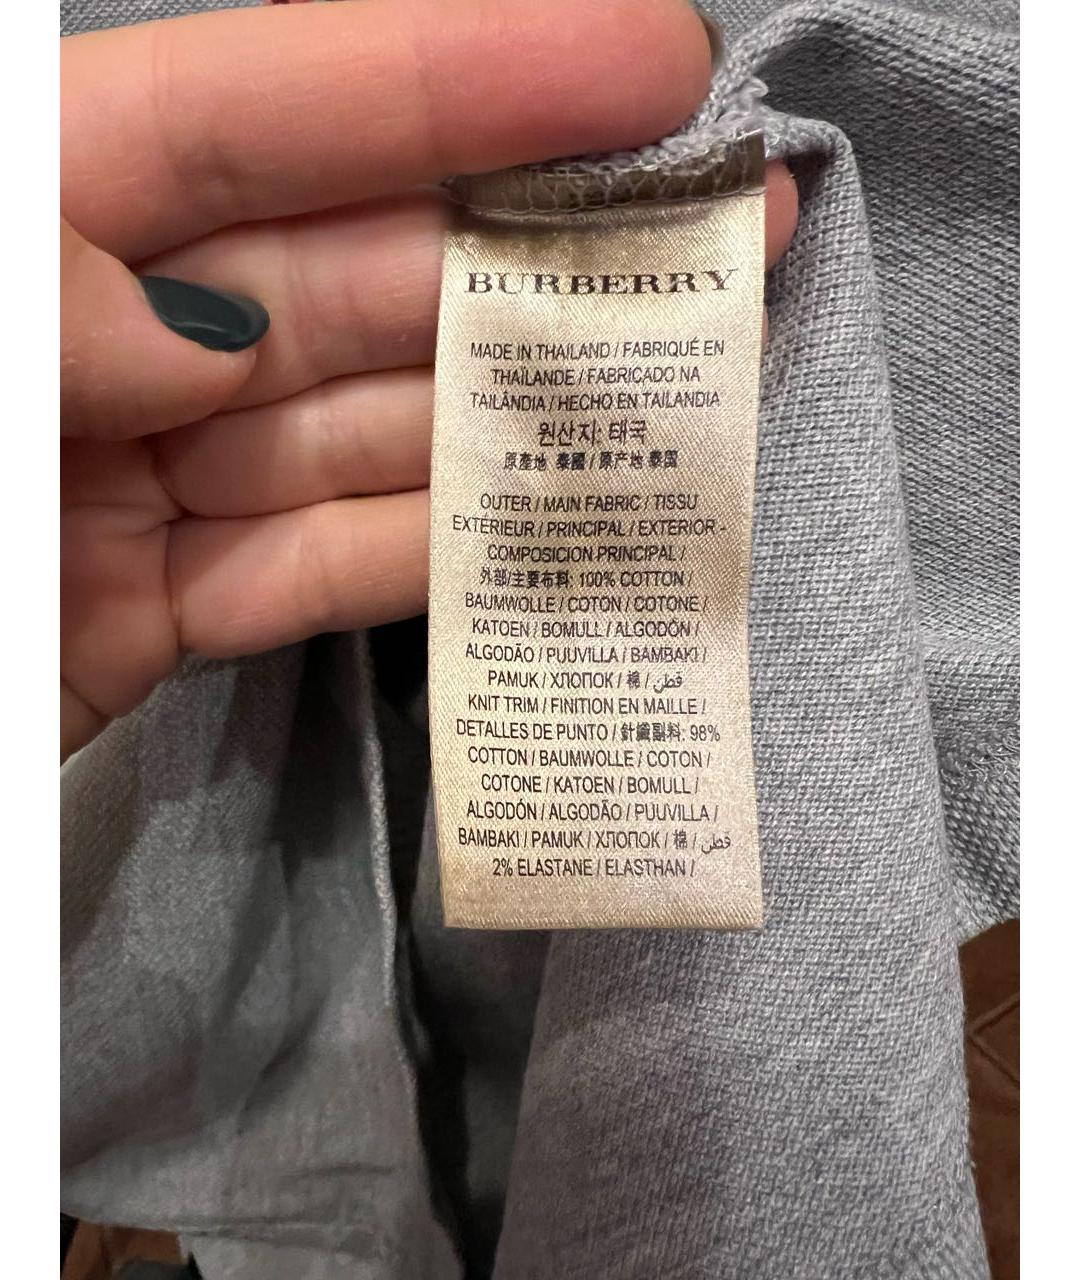 BURBERRY
MADE IN THAILAND / FABRIQUÉ EN
THAÏLANDE / FABRICADO NA
TAILÂNDIA / HECHO EN TAILANDIA
원산지: 태국
原產地 泰國 / 原产地 泰国
OUTER / MAIN FABRIC / TISSU
EXTÉRIEUR / PRINCIPAL / EXTERIOR -
COMPOSICION PRINCIPAL /
外部/主要布料: 100% COTTON /
BAUMWOLLE / COTON / COTONE /
KATOEN / BOMULL / ALGODÓN /
ALGODÃO / PUUVILLA / BAMBAKI /
PAMUK / ХЛОПОК / 棉 / قطن
KNIT TRIM / FINITION EN MAILLE /
DETALLES DE PUNTO / 針織副料: 98%
COTTON / BAUMWOLLE / COTON /
COTONE / KATOEN / BOMULL /
ALGODÓN / ALGODÃO / PUUVILLA /
BAMBAKI / PAMUK / ХЛОПОК / 棉 / قطن
2% ELASTANE / ELASTHAN /